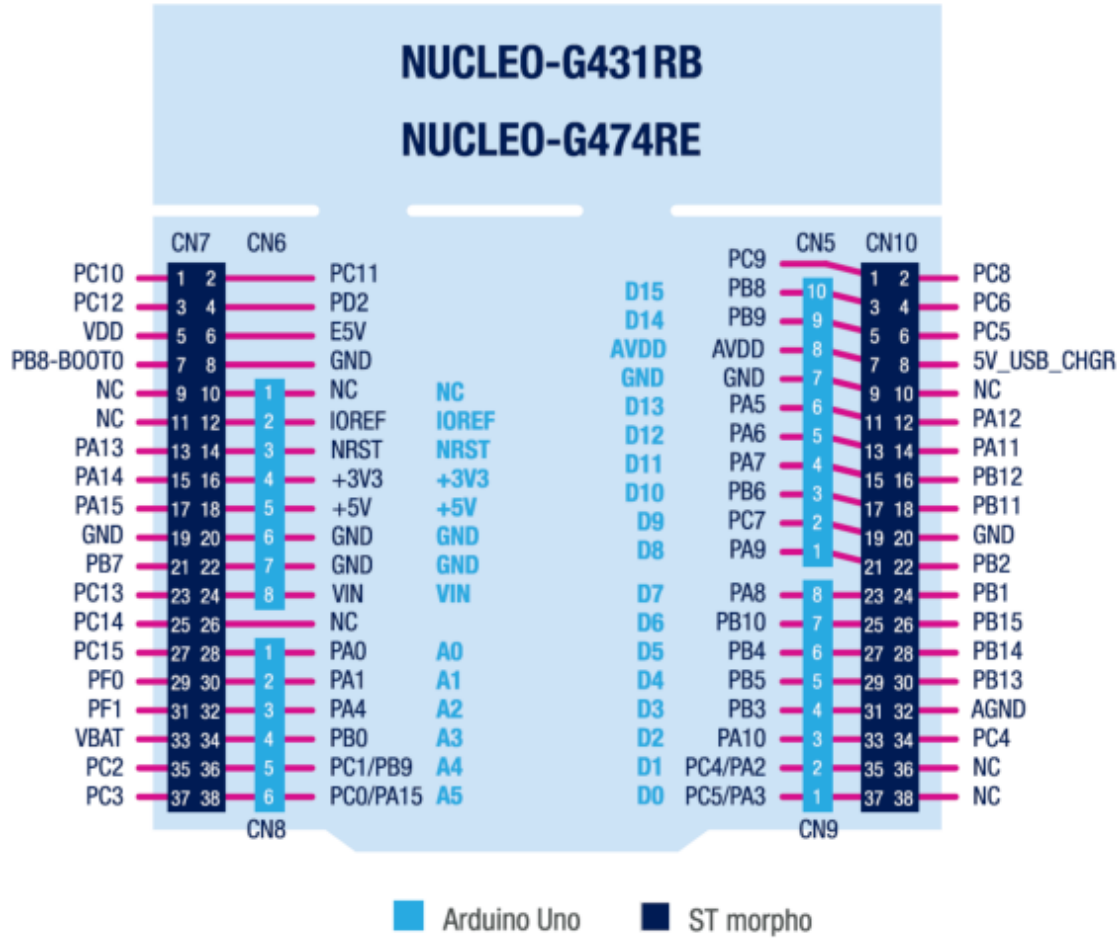 NUCLEO-G431RB
NUCLEO-G474RE
CN7 CN6 CN5 CN10
PC9
PC10 1 2 PC11 1 2 PC8
D15 PB8 10
PC12 3 4 PD2 3 4 PC6
D14 PB9 9
VDD 5 6 E5V 5 6 PC5
AVDD AVDD 8
PB8-BOOT0 7 8 GND 7 8 5V_USB_CHGR
GND GND 7
NC 9 10 1 NC NC 9 10 NC
D13 PA5 6
NC 11 12 2 IOREF IOREF 11 12 PA12
D12 PA6 5
PA13 13 14 3 NRST NRST 13 14 PA11
D11 PA7 4
PA14 15 16 4 +3V3 +3V3 15 16 PB12
D10 PB6 3
PA15 17 18 5 +5V +5V 17 18 PB11
D9 PC7 2
GND 19 20 6 GND GND 19 20 GND
D8 PA9 1
PB7 21 22 7 GND GND 21 22 PB2
PC13 23 24 8 VIN VIN D7 PA8 8 23 24 PB1
PC14 25 26 NC D6 PB10 7 25 26 PB15
PC15 27 28 1 PA0 A0 D5 PB4 6 27 28 PB14
PF0 29 30 2 PA1 A1 D4 PB5 5 29 30 PB13
PF1 31 32 3 PA4 A2 D3 PB3 4 31 32 AGND
VBAT 33 34 4 PB0 A3 D2 PA10 3 33 34 PC4
PC2 35 36 5 PC1/PB9 A4 D1 PC4/PA2 2 35 36 NC
PC3 37 38 6 PC0/PA15 A5 D0 PC5/PA3 1 37 38 NC
CN8 CN9
Arduino Uno ST morpho